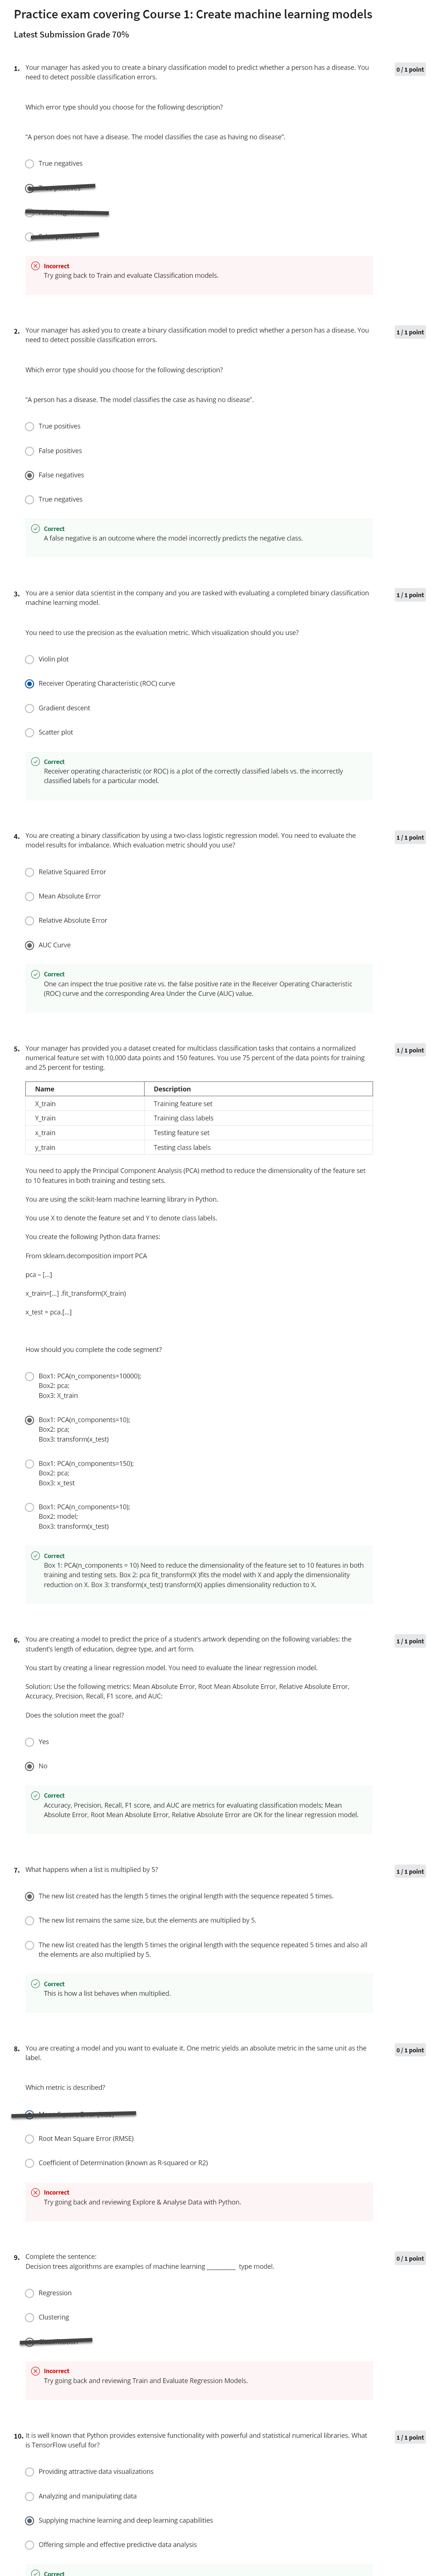 Practice exam covering Course 1: Create machine learning models
Latest Submission Grade 70%
1. Your manager has asked you to create a binary classification model to predict whether a person has a disease. You
need to detect possible classification errors.
0 / 1 point
Which error type should you choose for the following description?
“A person does not have a disease. The model classifies the case as having no disease”.
True negatives
Incorrect
Try going back to Train and evaluate Classification models.
2. Your manager has asked you to create a binary classification model to predict whether a person has a disease. You
need to detect possible classification errors.
1 / 1 point
Which error type should you choose for the following description?
“A person has a disease. The model classifies the case as having no disease”.
True positives
False positives
False negatives
True negatives
Correct
A false negative is an outcome where the model incorrectly predicts the negative class.
3. You are a senior data scientist in the company and you are tasked with evaluating a completed binary classification
machine learning model.
1 / 1 point
You need to use the precision as the evaluation metric. Which visualization should you use?
Violin plot
Receiver Operating Characteristic (ROC) curve
Gradient descent
Scatter plot
Correct
Receiver operating characteristic (or ROC) is a plot of the correctly classified labels vs. the incorrectly
classified labels for a particular model.
4. You are creating a binary classification by using a two-class logistic regression model. You need to evaluate the
model results for imbalance. Which evaluation metric should you use?
1 / 1 point
Relative Squared Error
Mean Absolute Error
Relative Absolute Error
AUC Curve
Correct
One can inspect the true positive rate vs. the false positive rate in the Receiver Operating Characteristic
(ROC) curve and the corresponding Area Under the Curve (AUC) value.
5. Your manager has provided you a dataset created for multiclass classification tasks that contains a normalized
numerical feature set with 10,000 data points and 150 features. You use 75 percent of the data points for training
and 25 percent for testing.
1 / 1 point
Name Description
X_train Training feature set
Y_train Training class labels
x_train Testing feature set
y_train Testing class labels
You need to apply the Principal Component Analysis (PCA) method to reduce the dimensionality of the feature set
to 10 features in both training and testing sets.
You are using the scikit-learn machine learning library in Python.
You use X to denote the feature set and Y to denote class labels.
You create the following Python data frames:
From sklearn.decomposition import PCA
pca = [...]
x_train=[...] .fit_transform(X_train)
x_test = pca.[...]
How should you complete the code segment?
Box1: PCA(n_components=10000);
Box2: pca;
Box3: X_train
Box1: PCA(n_components=10);
Box2: pca;
Box3: transform(x_test)
Box1: PCA(n_components=150);
Box2: pca;
Box3: x_test
Box1: PCA(n_components=10);
Box2: model;
Box3: transform(x_test)
Correct
Box 1: PCA(n_components = 10) Need to reduce the dimensionality of the feature set to 10 features in both
training and testing sets. Box 2: pca fit_transform(X )fits the model with X and apply the dimensionality
reduction on X. Box 3: transform(x_test) transform(X) applies dimensionality reduction to X.
6. You are creating a model to predict the price of a student’s artwork depending on the following variables: the
student’s length of education, degree type, and art form.
1 / 1 point
You start by creating a linear regression model. You need to evaluate the linear regression model.
Solution: Use the following metrics: Mean Absolute Error, Root Mean Absolute Error, Relative Absolute Error,
Accuracy, Precision, Recall, F1 score, and AUC:
Does the solution meet the goal?
Yes
No
Correct
Accuracy, Precision, Recall, F1 score, and AUC are metrics for evaluating classification models; Mean
Absolute Error, Root Mean Absolute Error, Relative Absolute Error are OK for the linear regression model.
7. What happens when a list is multiplied by 5?
1 / 1 point
The new list created has the length 5 times the original length with the sequence repeated 5 times.
The new list remains the same size, but the elements are multiplied by 5.
The new list created has the length 5 times the original length with the sequence repeated 5 times and also all
the elements are also multiplied by 5.
Correct
This is how a list behaves when multiplied.
8. You are creating a model and you want to evaluate it. One metric yields an absolute metric in the same unit as the
label.
0 / 1 point
Which metric is described?
Root Mean Square Error (RMSE)
Coefficient of Determination (known as R-squared or R2)
Incorrect
Try going back and reviewing Explore & Analyse Data with Python.
9. Complete the sentence:
Decision trees algorithms are examples of machine learning _________ type model.
0 / 1 point
Regression
Clustering
Incorrect
Try going back and reviewing Train and Evaluate Regression Models.
10. It is well known that Python provides extensive functionality with powerful and statistical numerical libraries. What
is TensorFlow useful for?
1 / 1 point
Providing attractive data visualizations
Analyzing and manipulating data
Supplying machine learning and deep learning capabilities
Offering simple and effective predictive data analysis
Correct